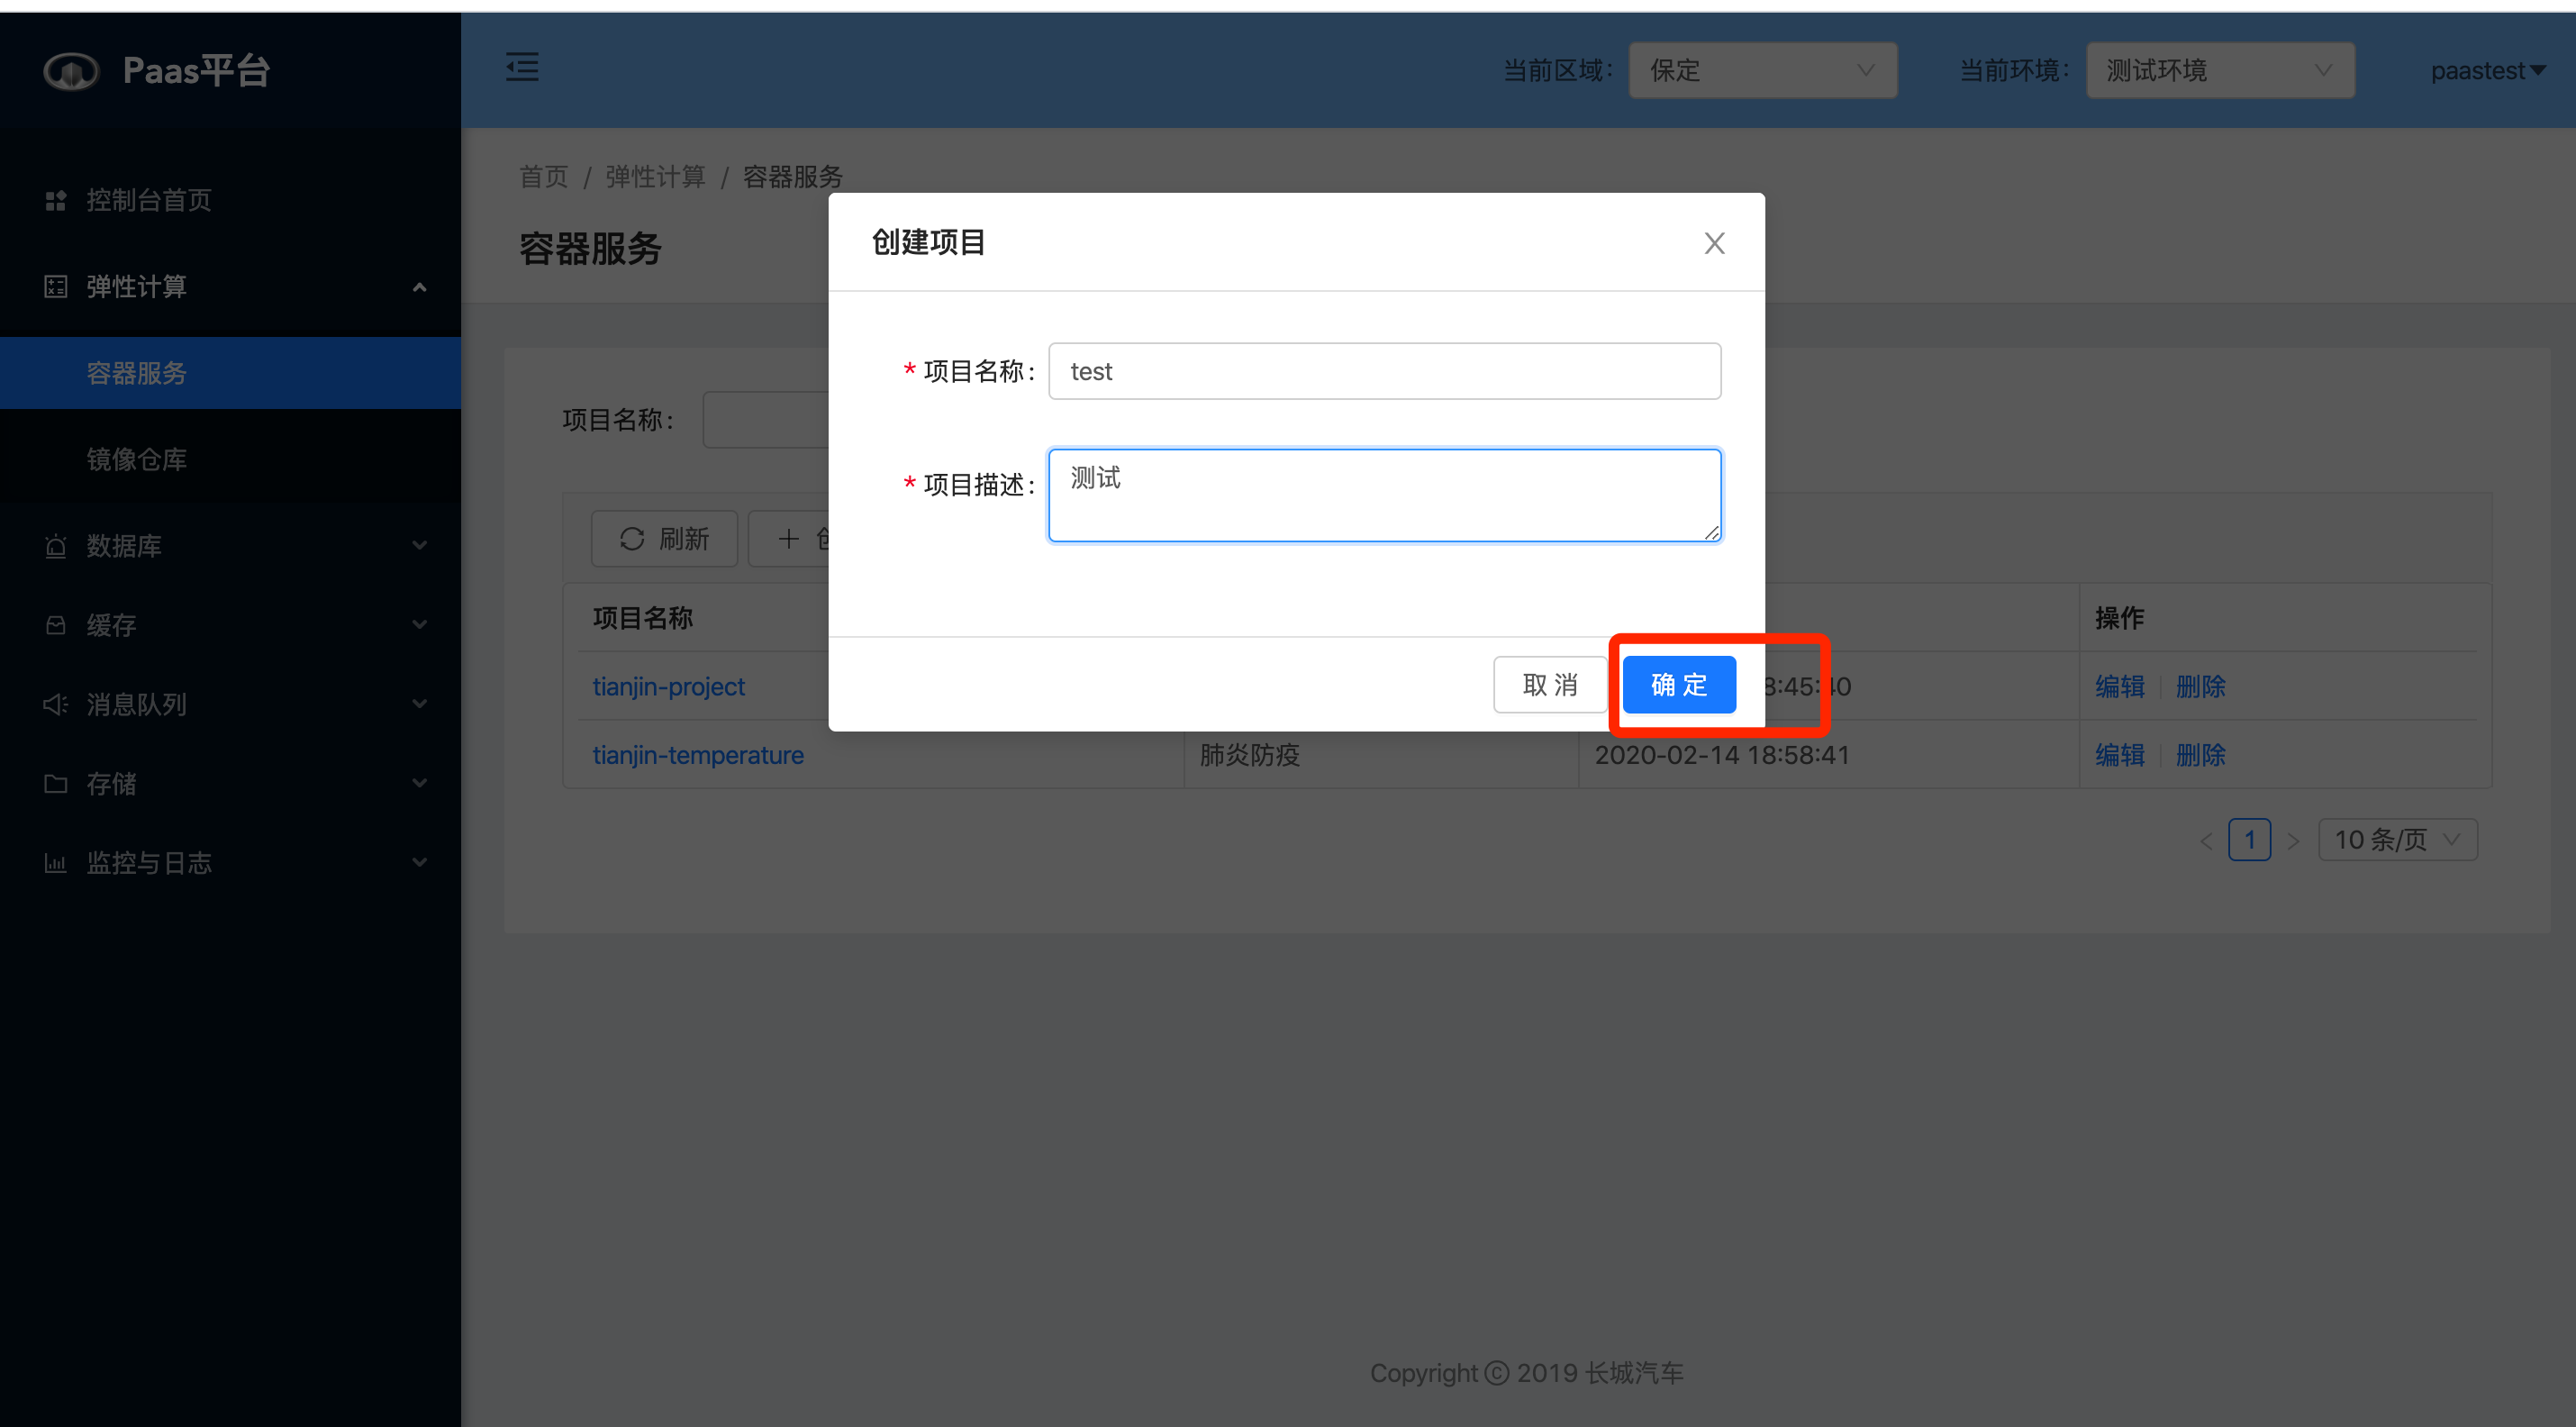 Paas平台
当前区域：
保定
当前环境：
测试环境
paastest
控制台首页
弹性计算
容器服务
镜像仓库
数据库
缓存
消息队列
存储
监控与日志
首页 / 弹性计算 / 容器服务
容器服务
创建项目
* 项目名称：
test
* 项目描述：
测试
取 消
确 定
项目名称：
刷新
项目名称
操作
tianjin-project
8:45:40
编辑
删除
tianjin-temperature
肺炎防疫
2020-02-14 18:58:41
编辑
删除
1
10 条/页
Copyright © 2019 长城汽车